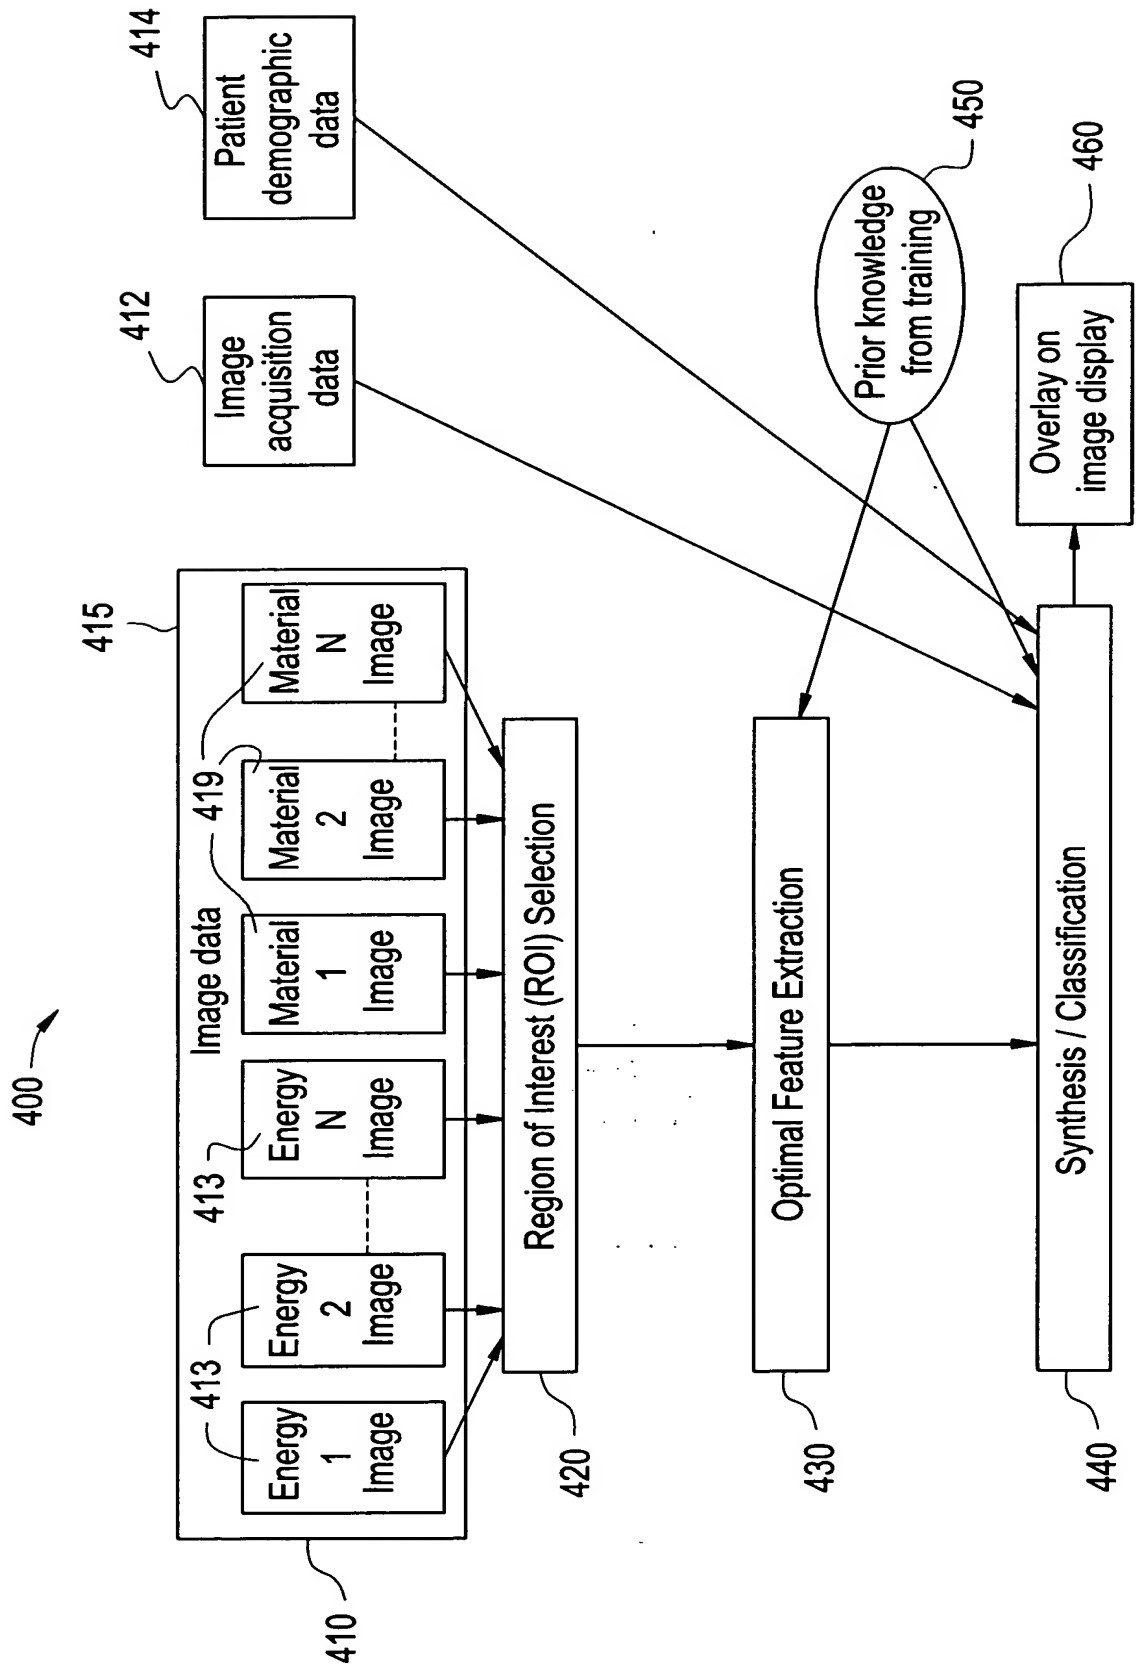 400
415
410
Image data
413
413
419
Energy
1
Image
Energy
2
Image
Energy
N
Image
Material
1
Image
Material
2
Image
Material
N
Image
412
Image
acquisition
data
414
Patient
demographic
data
420
Region of Interest (ROI) Selection
430
Optimal Feature Extraction
450
Prior knowledge
from training
440
Synthesis / Classification
460
Overlay on
image display